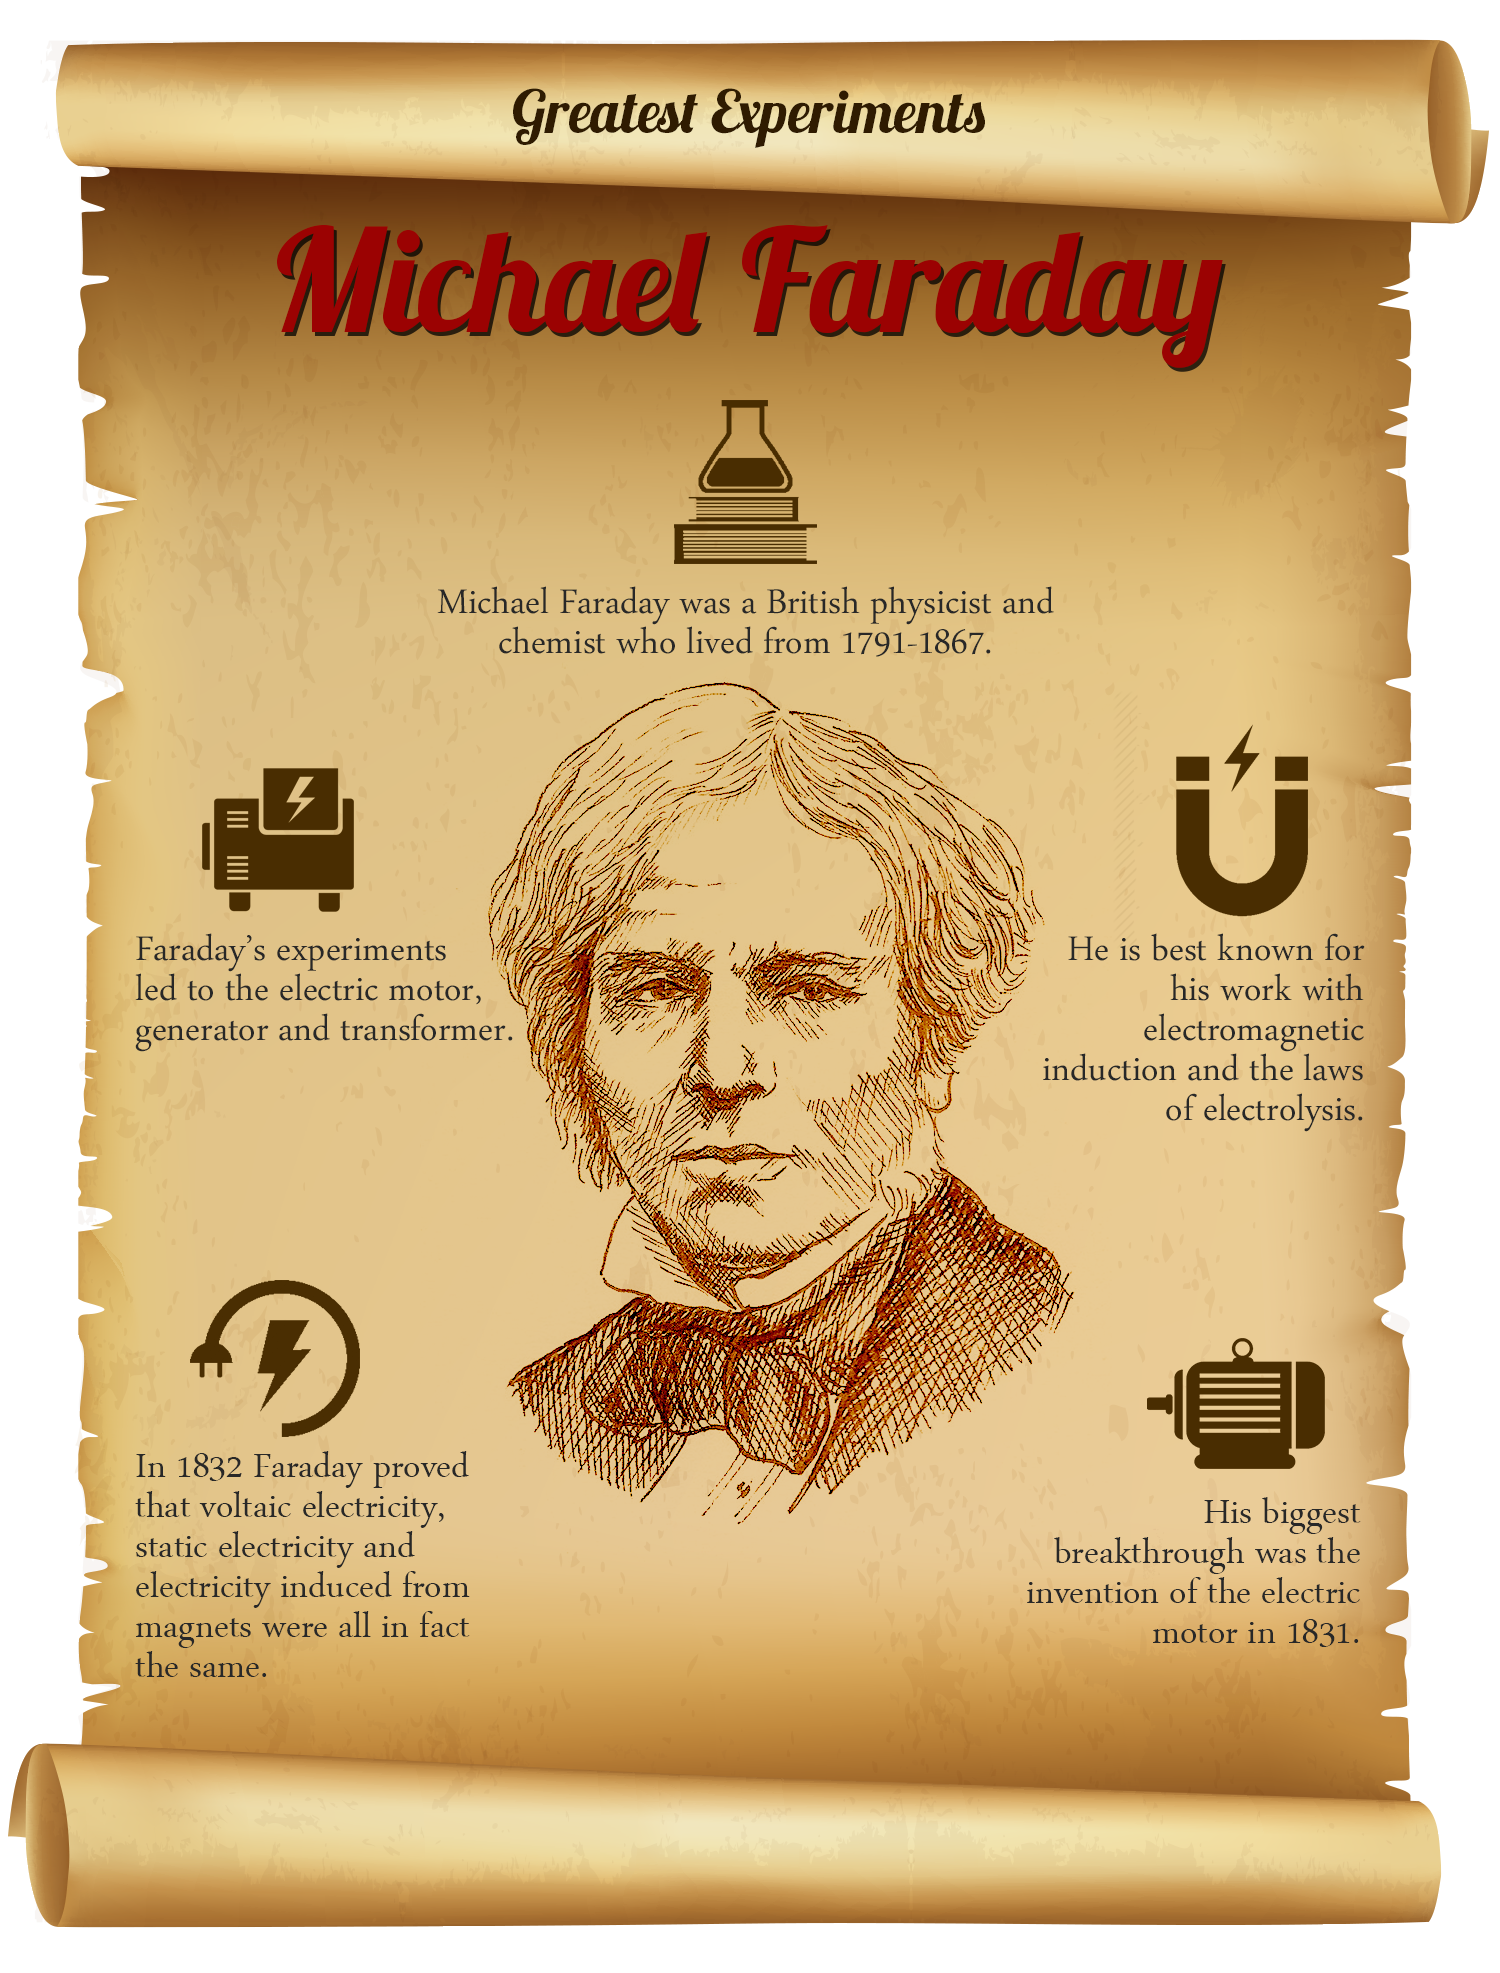 Greatest Experiments
Michael Faraday
Michael Faraday was a British physicist and
chemist who lived from 1791-1867.
Faraday’s experiments
led to the electric motor,
generator and transformer.
He is best known for
his work with
electromagnetic
induction and the laws
of electrolysis.
In 1832 Faraday proved
that voltaic electricity,
static electricity and
electricity induced from
magnets were all in fact
the same.
His biggest
breakthrough was the
invention of the electric
motor in 1831.